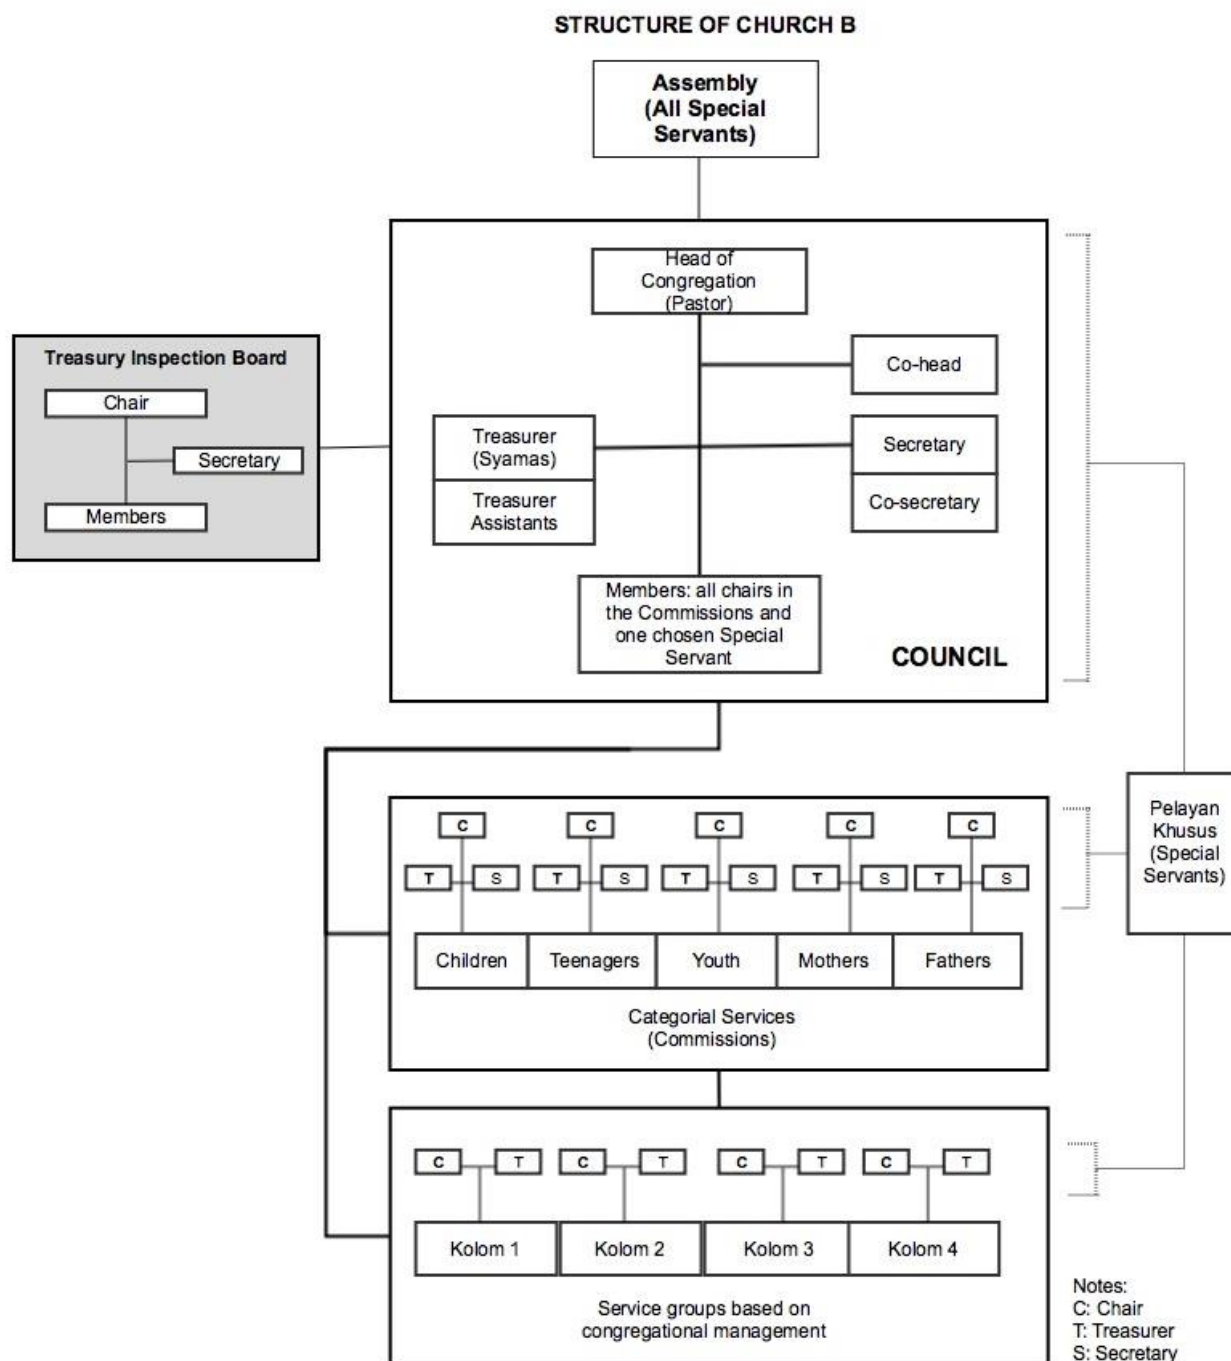 STRUCTURE OF CHURCH B
Assembly
(All Special
Servants)
Head of
Congregation
(Pastor)
Treasury Inspection Board
Chair
Secretary
Members
Co-head
Treasurer
(Syamas)
Treasurer
Assistants
Secretary
Co-secretary
Members: all chairs in
the Commissions and
one chosen Special
Servant
COUNCIL
Pelayan
Khusus
(Special
Servants)
C C C C C
T S T S T S T S T S
Children Teenagers Youth Mothers Fathers
Categorial Services
(Commissions)
C T C T C T C T
Kolom 1 Kolom 2 Kolom 3 Kolom 4
Service groups based on
congregational management
Notes:
C: Chair
T: Treasurer
S: Secretary